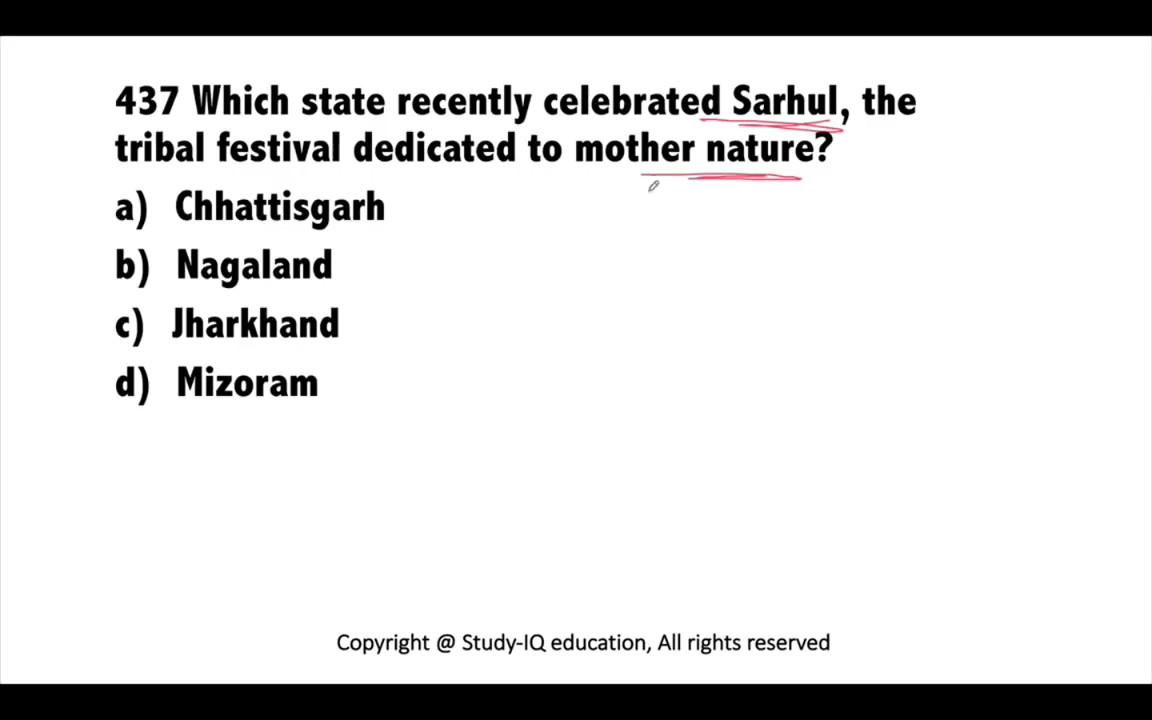 437 Which state recently celebrated Sarhul, the
tribal festival dedicated to mother nature?
a) Chhattisgarh
b) Nagaland
c) Jharkhand
d) Mizoram
Copyright @ Study-IQ education, All rights reserved